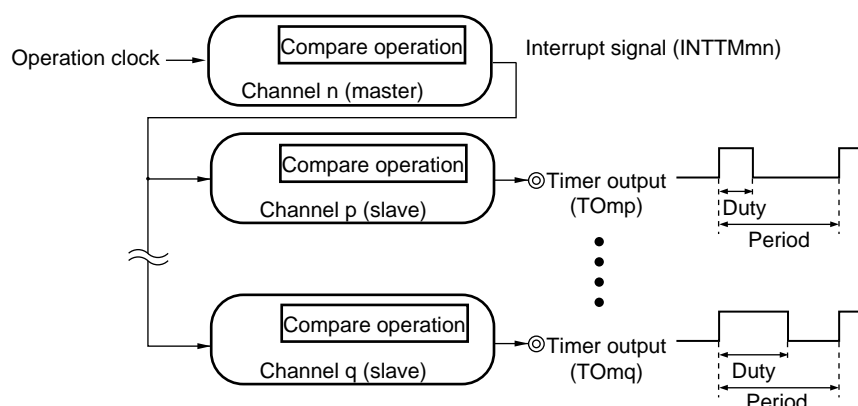 Compare operation
Operation clock
Interrupt signal (INTTMmn)
Channel n (master)
Compare operation
Channel p (slave)
Timer output
(TOmp)
Duty
Period
Compare operation
Channel q (slave)
Timer output
(TOmq)
Duty
Period